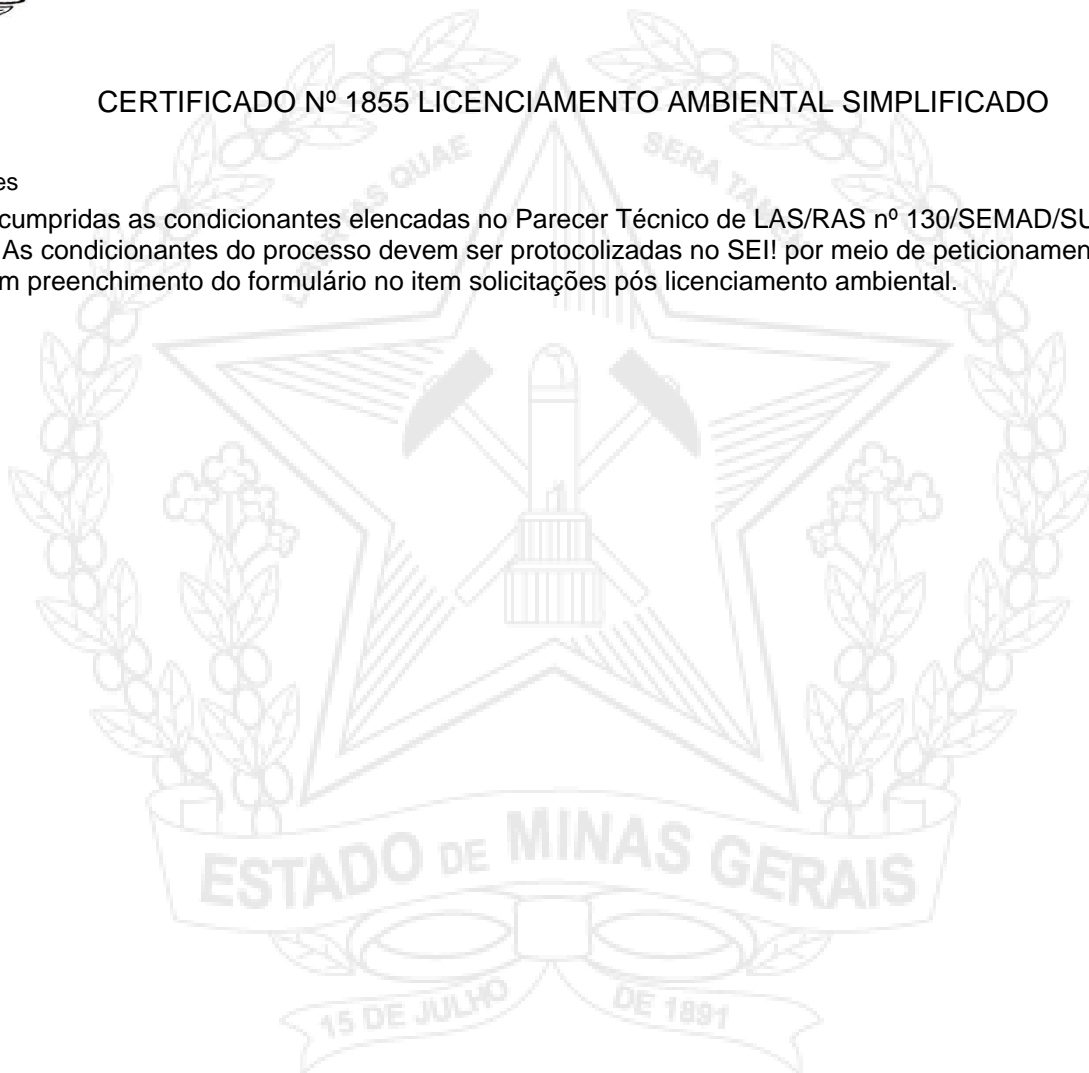 CERTIFICADO Nº 1855 LICENCIAMENTO AMBIENTAL SIMPLIFICADO
es
cumpridas as condicionantes elencadas no Parecer Técnico de LAS/RAS nº 130/SEMAD/SU
As condicionantes do processo devem ser protocolizadas no SEI! por meio de peticionamen
m preenchimento do formulário no item solicitações pós licenciamento ambiental.
QUAE SERA TAMEN
ESTADO DE MINAS GERAIS
15 DE JULHO DE 1891